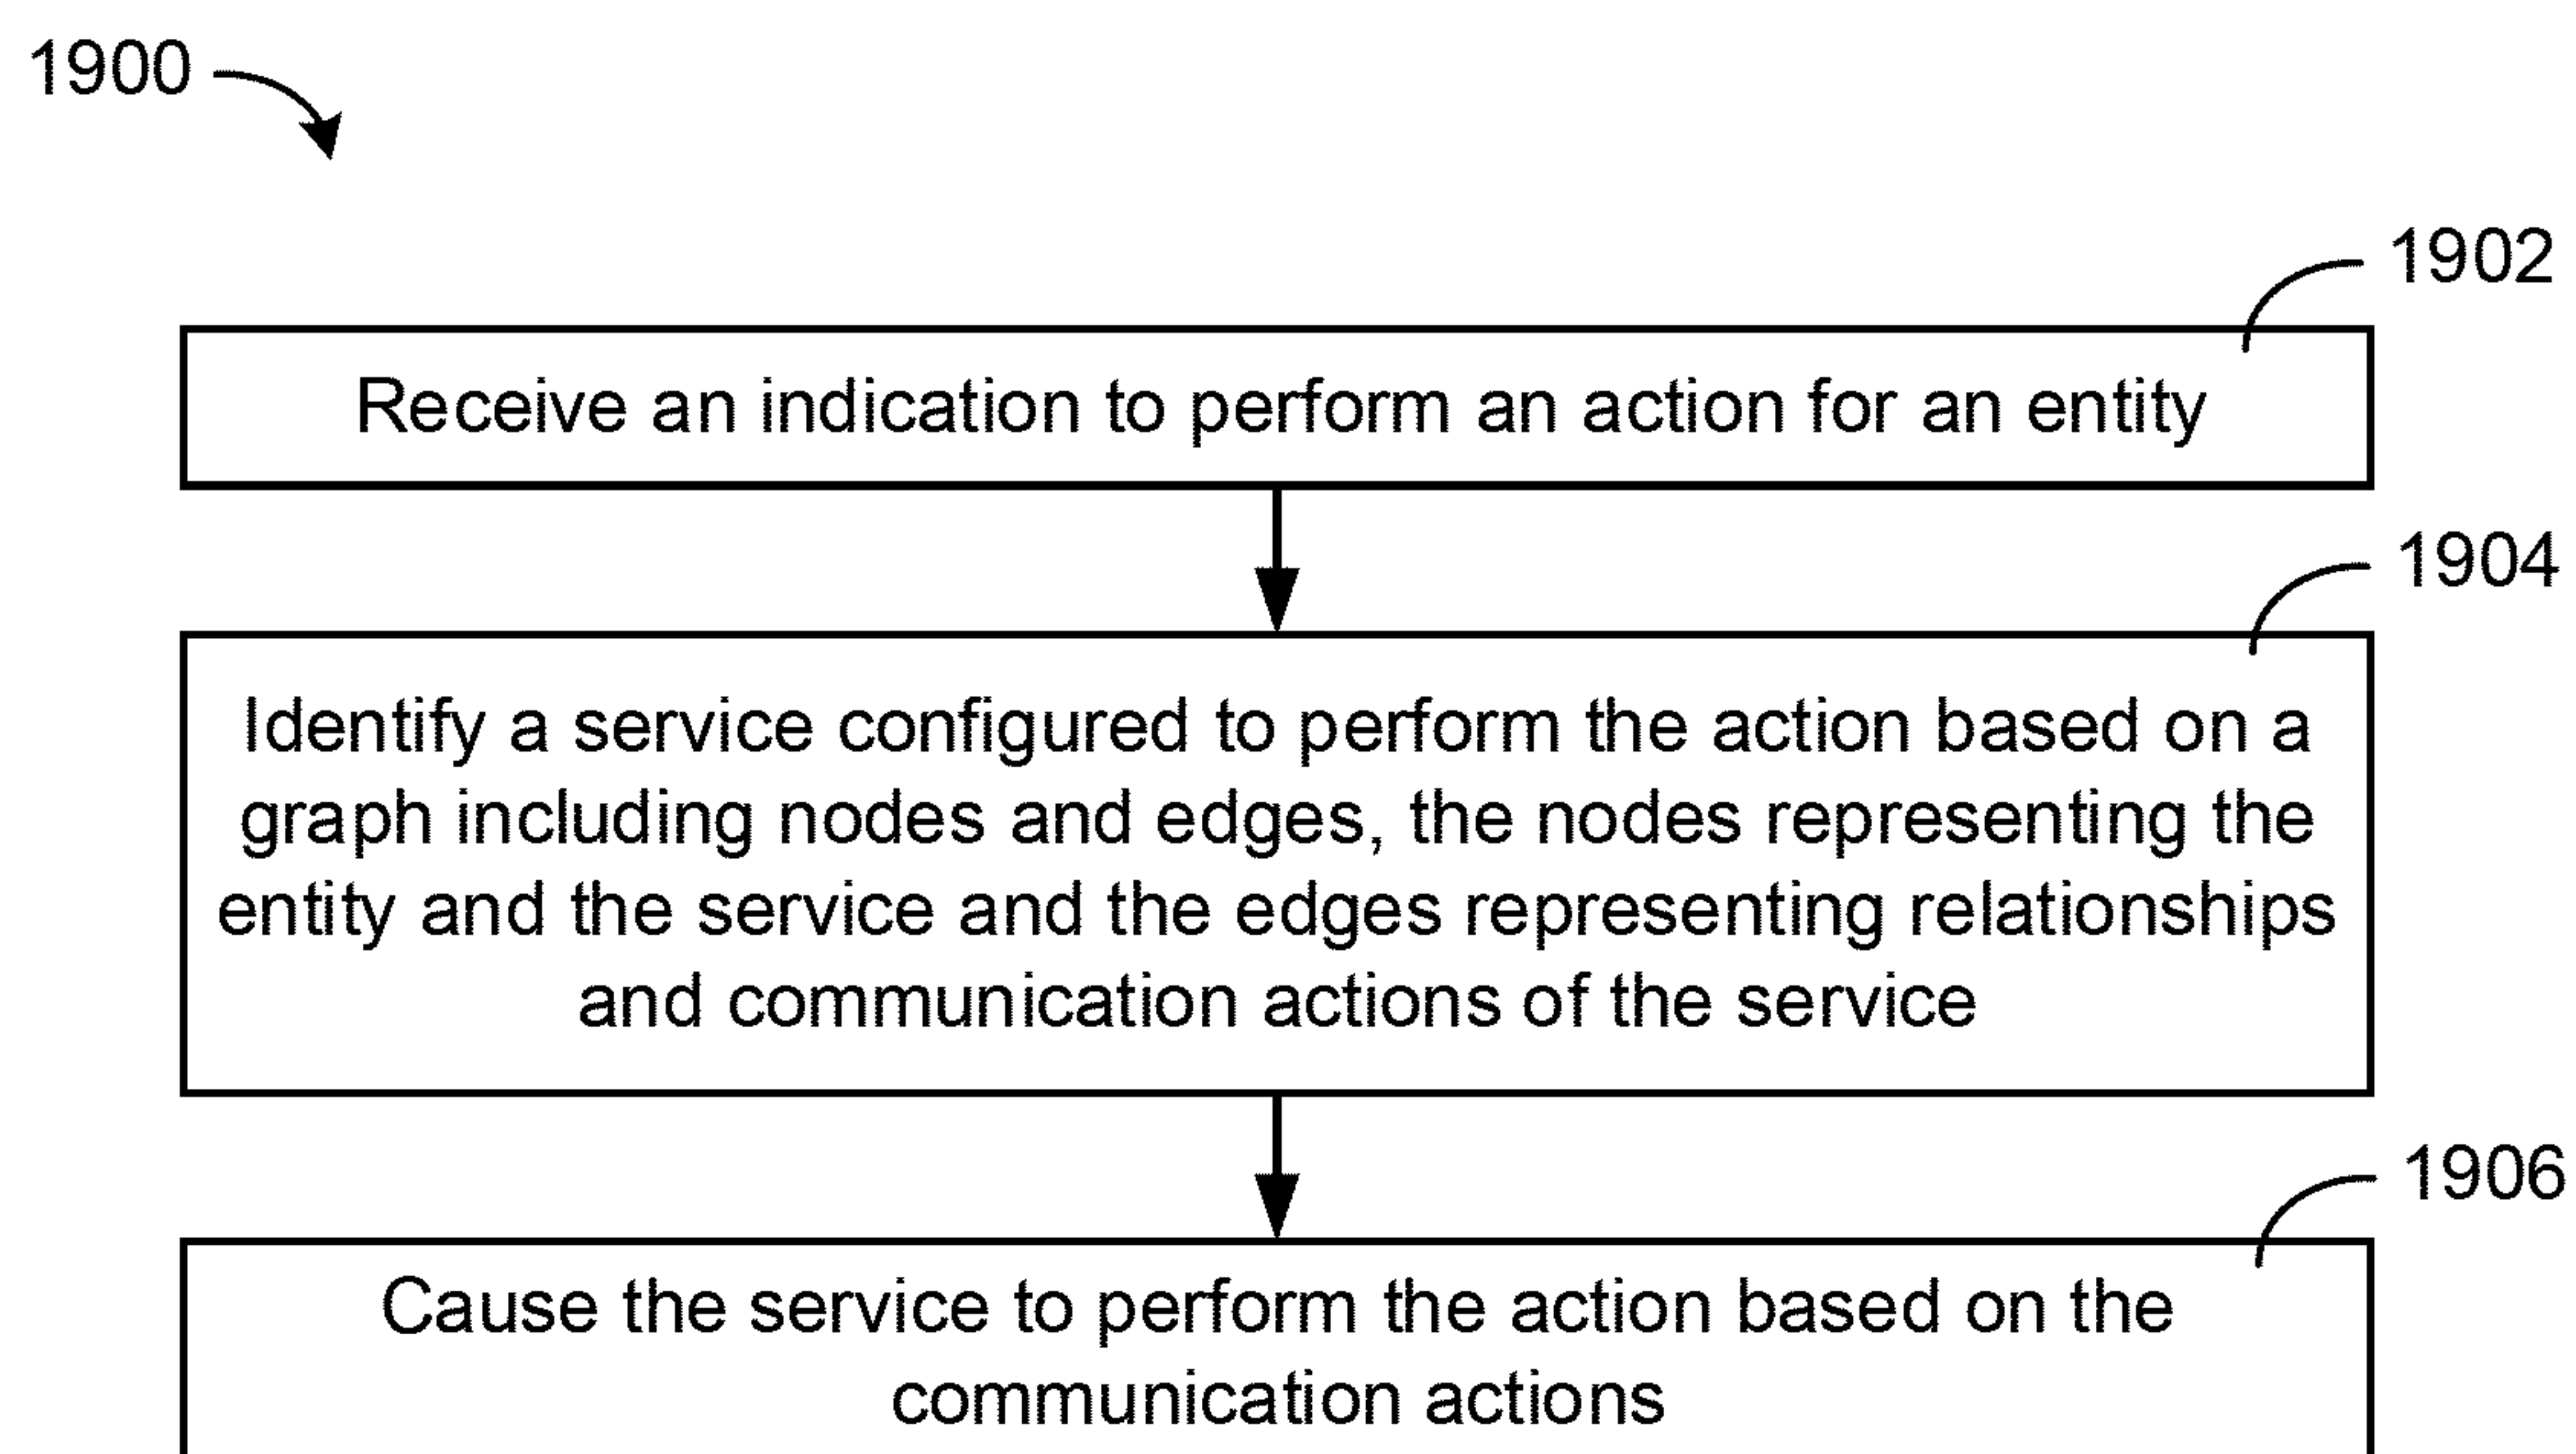 1900
1902
Receive an indication to perform an action for an entity
1904
Identify a service configured to perform the action based on a
graph including nodes and edges, the nodes representing the
entity and the service and the edges representing relationships
and communication actions of the service
1906
Cause the service to perform the action based on the
communication actions